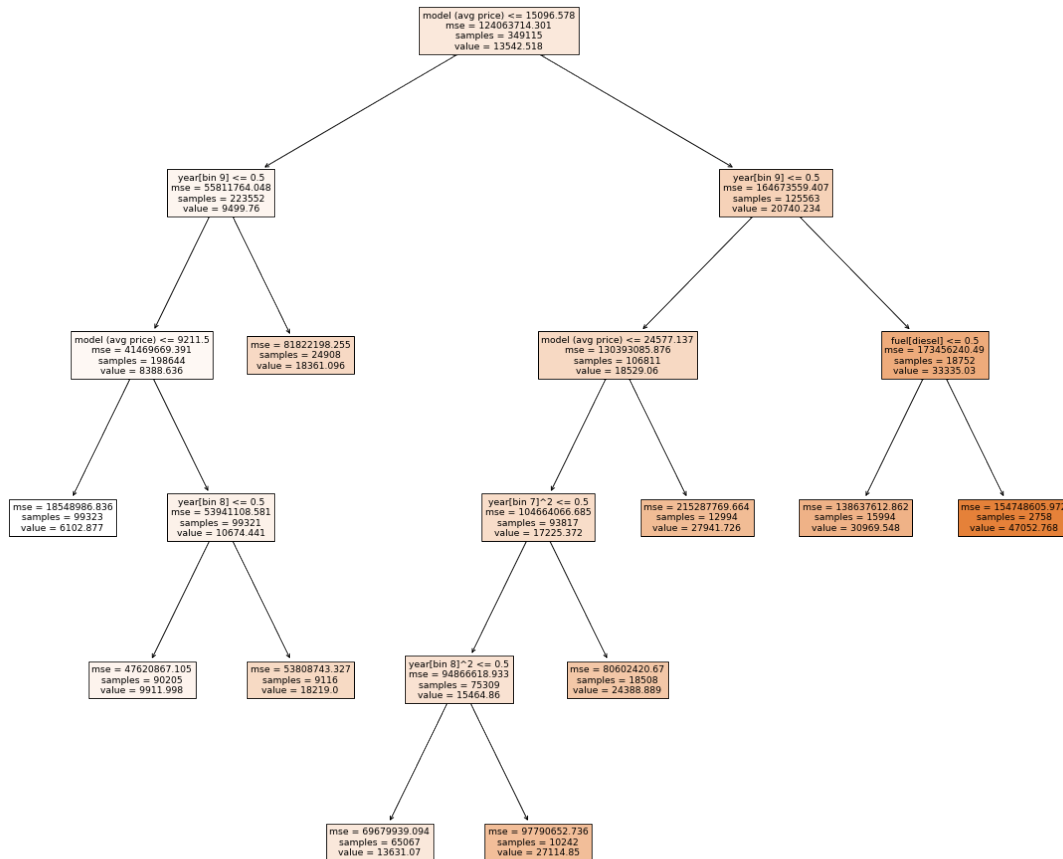 model (avg price) <= 15096.578
mse = 124063714.301
samples = 349115
value = 13542.518
year[bin 9] <= 0.5
mse = 55811764.048
samples = 223552
value = 9499.76
year[bin 9] <= 0.5
mse = 164673559.407
samples = 125563
value = 20740.234
model (avg price) <= 9211.5
mse = 41469669.391
samples = 198644
value = 8388.636
mse = 81822198.255
samples = 24908
value = 18361.096
model (avg price) <= 24577.137
mse = 130393085.876
samples = 106811
value = 18529.06
fuel[diesel] <= 0.5
mse = 173456240.49
samples = 18752
value = 33335.03
mse = 18548986.836
samples = 99323
value = 6102.877
year[bin 8] <= 0.5
mse = 53941108.581
samples = 99321
value = 10674.441
year[bin 7]^2 <= 0.5
mse = 104664066.685
samples = 93817
value = 17225.372
mse = 215287769.664
samples = 12994
value = 27941.726
mse = 138637612.862
samples = 15994
value = 30969.548
mse = 154748605.972
samples = 2758
value = 47052.768
mse = 47620867.105
samples = 90205
value = 9911.998
mse = 53808743.327
samples = 9116
value = 18219.0
year[bin 8]^2 <= 0.5
mse = 94866618.933
samples = 75309
value = 15464.86
mse = 80602420.67
samples = 18508
value = 24388.889
mse = 69679939.094
samples = 65067
value = 13631.07
mse = 97790652.736
samples = 10242
value = 27114.85